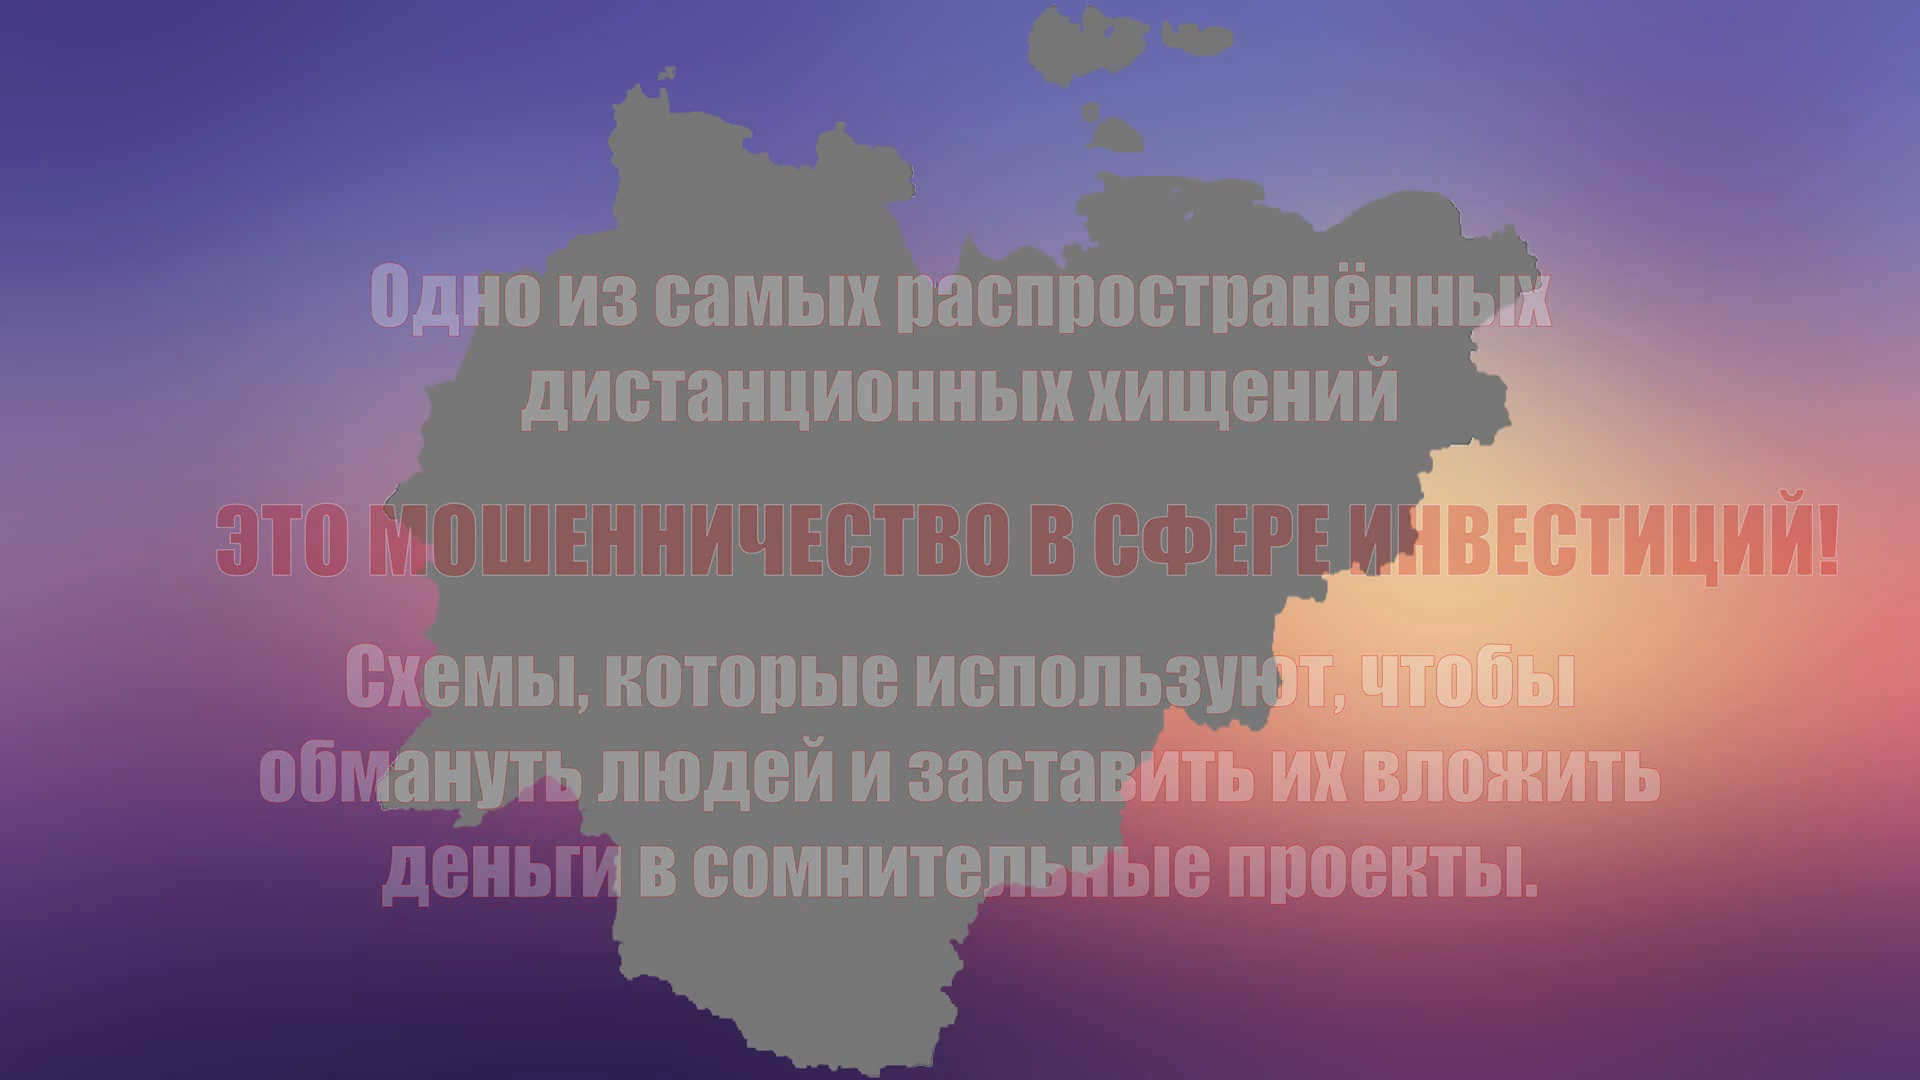 Одно из самых распространённых
дистанционных хищений
ЭТО МОШЕННИЧЕСТВО В СФЕРЕ ИНВЕСТИЦИЙ!
Схемы, которые используют, чтобы
обмануть людей и заставить их вложить
деньги в сомнительные проекты.